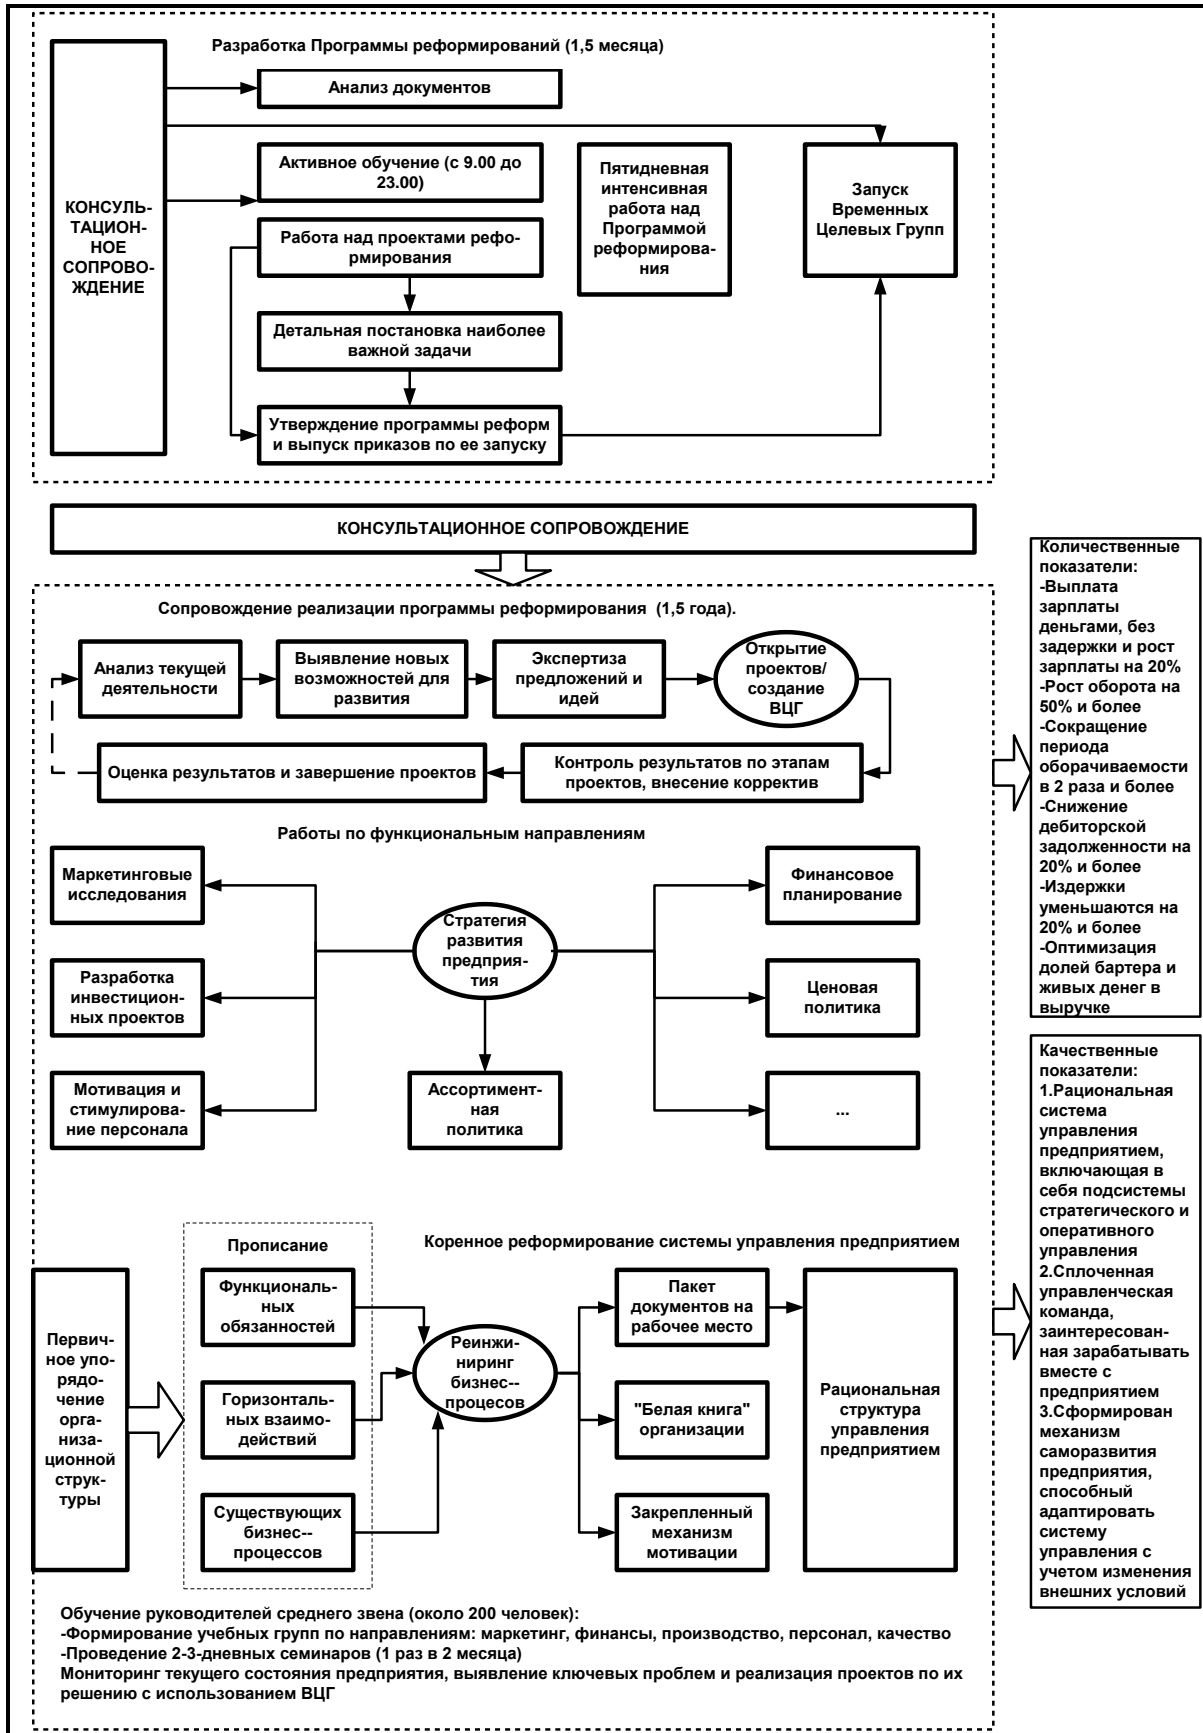 Разработка Программы реформирований (1,5 месяца)
КОНСУЛЬ-
ТАЦИОН-
НОЕ
СОПРОВО-
ЖДЕНИЕ
Анализ документов
Активное обучение (с 9.00 до
23.00)
Работа над проектами рефо-
рмирования
Детальная постановка наиболее
важной задачи
Утверждение программы реформ
и выпуск приказов по ее запуску
Пятидневная
интенсивная
работа над
Программой
реформирова-
ния
Запуск
Временных
Целевых Групп
КОНСУЛЬТАЦИОННОЕ СОПРОВОЖДЕНИЕ
Сопровождение реализации программы реформирования (1,5 года).
Анализ текущей
деятельности
Выявление новых
возможностей для
развития
Экспертиза
предложений и
идей
Открытие
проектов/
создание
ВЦГ
Оценка результатов и завершение проектов
Контроль результатов по этапам
проектов, внесение корректив
Работы по функциональным направлениям
Маркетинговые
исследования
Разработка
инвестицион-
ных проектов
Мотивация и
стимулирова-
ние персонала
Стратегия
развития
предприя-
тия
Ассортимент-
ная
политика
Финансовое
планирование
Ценовая
политика
...
Прописание
Коренное реформирование системы управления предприятием
Первич-
ное упо-
рядо-
чение
орга-
низа-
ционной
струк-
туры
Функциональ-
ных
обязанностей
Горизонталь-
ных взаимо-
действий
Существующих
бизнес--
процессов
Реинжи-
ниринг
бизнес--
процесов
Пакет
документов на
рабочее место
"Белая книга"
организации
Закрепленный
механизм
мотивации
Рациональная
структура
управления
предприятием
Обучение руководителей среднего звена (около 200 человек):
-Формирование учебных групп по направлениям: маркетинг, финансы, производство, персонал, качество
-Проведение 2-3-дневных семинаров (1 раз в 2 месяца)
Мониторинг текущего состояния предприятия, выявление ключевых проблем и реализация проектов по их
решению с использованием ВЦГ
Количественные
показатели:
-Выплата
зарплаты
деньгами, без
задержки и рост
зарплаты на 20%
-Рост оборота на
50% и более
-Сокращение
периода
оборачиваемости
в 2 раза и более
-Снижение
дебиторской
задолженности на
20% и более
-Издержки
уменьшаются на
20% и более
-Оптимизация
долей бартера и
живых денег в
выручке
Качественные
показатели:
1.Рациональная
система
управления
предприятием,
включающая в
себя подсистемы
стратегического и
оперативного
управления
2.Сплоченная
управленческая
команда,
заинтересован-
ная зарабатывать
вместе с
предприятием
3.Сформирован
механизм
саморазвития
предприятия,
способный
адаптировать
систему
управления с
учетом изменения
внешних условий